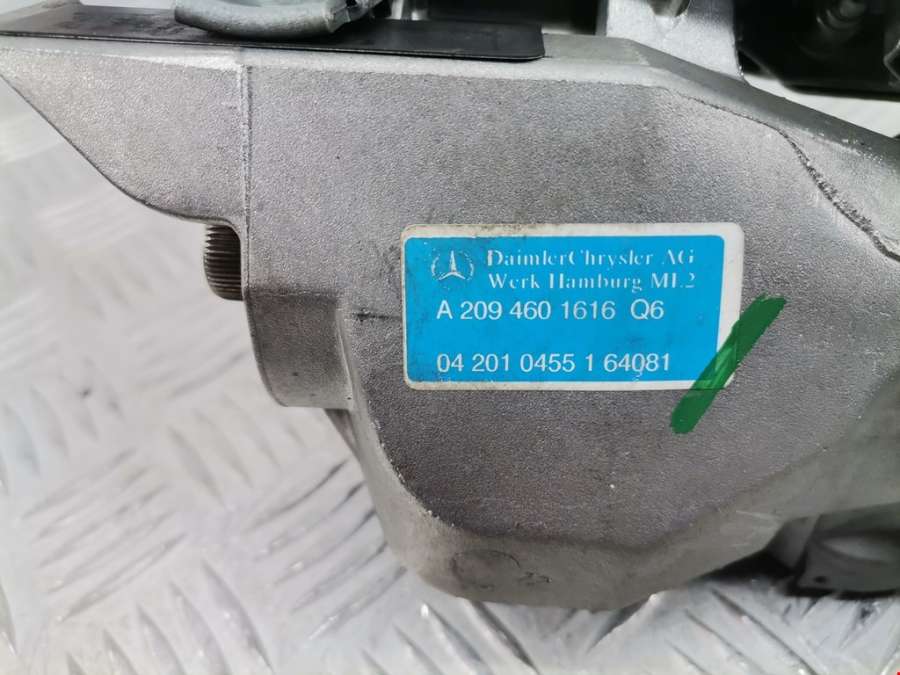 DaimlerChrysler AG
Werk Hamburg ML2
A 209 460 1616 Q6
04 201 0455 1 64081